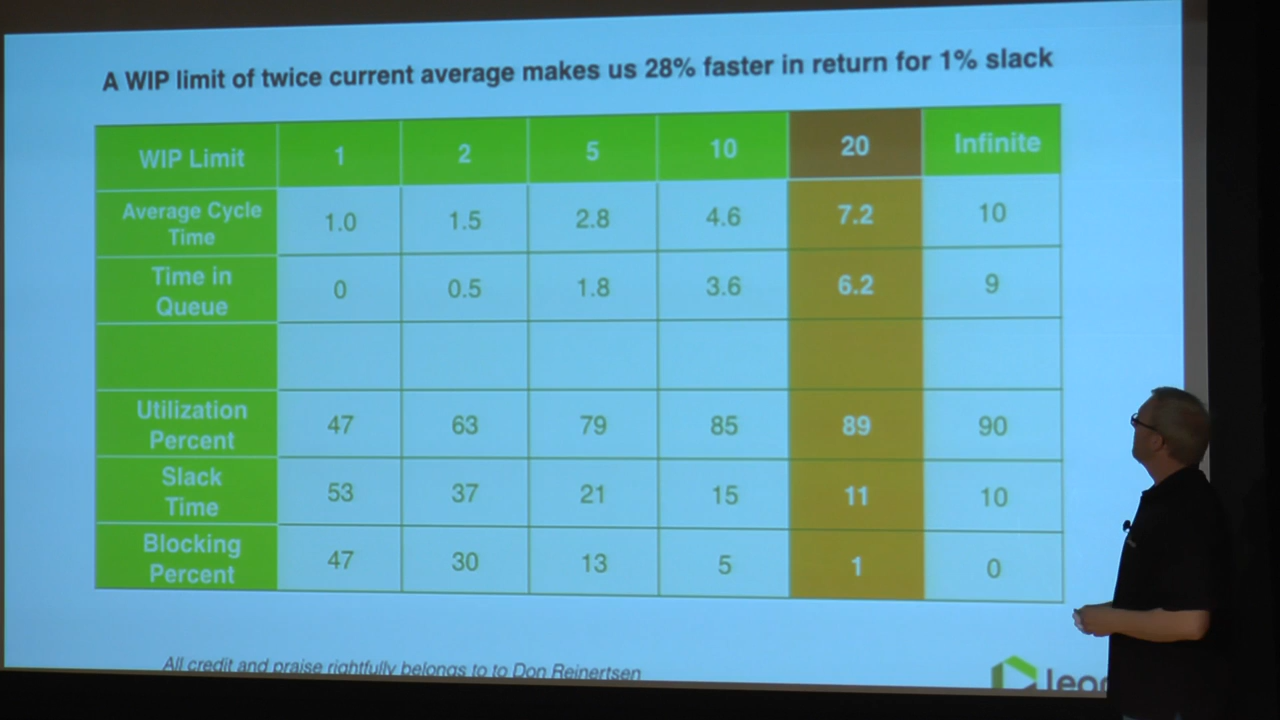 A WIP limit of twice current average makes us 28% faster in return for 1% slack
WIP Limit 1 2 5 10 20 Infinite
Average Cycle Time 1.0 1.5 2.8 4.6 7.2 10
Time in Queue 0 0.5 1.8 3.6 6.2 9
Utilization Percent 47 63 79 85 89 90
Slack Time 53 37 21 15 11 10
Blocking Percent 47 30 13 5 1 0
All credit and praise rightfully belongs to to Don Reinertsen